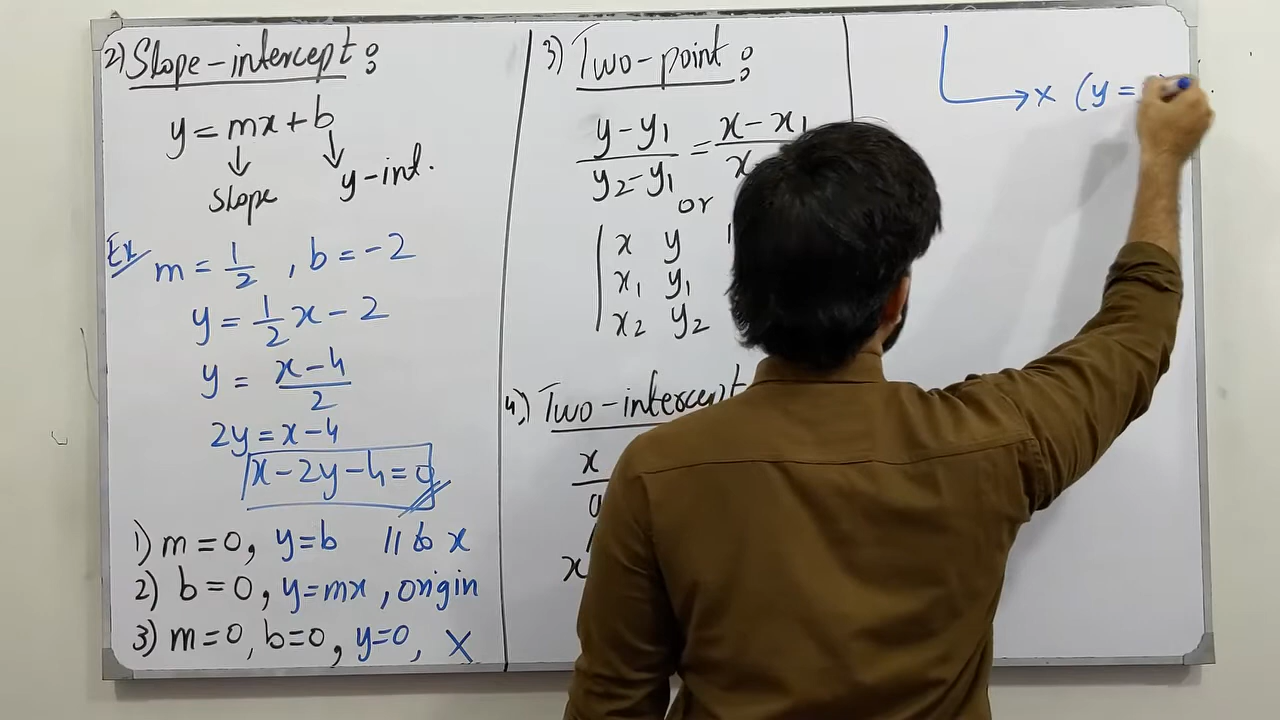 2) Slope-intercept:
y = mx + b
↓ ↓
slope y-int.
Ex m = 1/2 , b = -2
y = 1/2 x - 2
y = x-4/2
2y = x-4
x-2y-4=0
1) m=0, y=b // to x
2) b=0, y=mx, origin
3) m=0, b=0, y=0, X
3) Two-point:
y-y₁/y₂-y₁ = x-x₁/x
or
x y 1
x₁ y₁
x₂ y₂
4.) Two-intercept
x
a
x
→x (y =